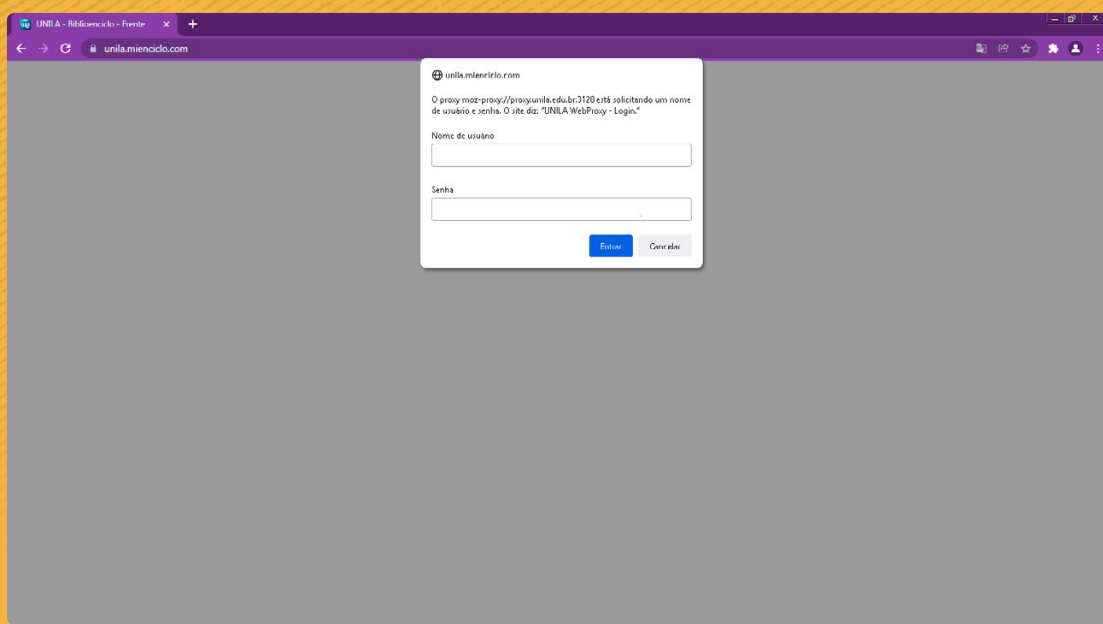 UNILA - Biblioenciclo - Frente
unila.mienciclo.com
unila.mienciclo.com
O proxy moz-proxy://proxy.unila.edu.br:3128 está solicitando um nome
de usuário e senha. O site diz: "UNILA WebProxy - Login."
Nome de usuário
Senha
Entrar
Cancelar